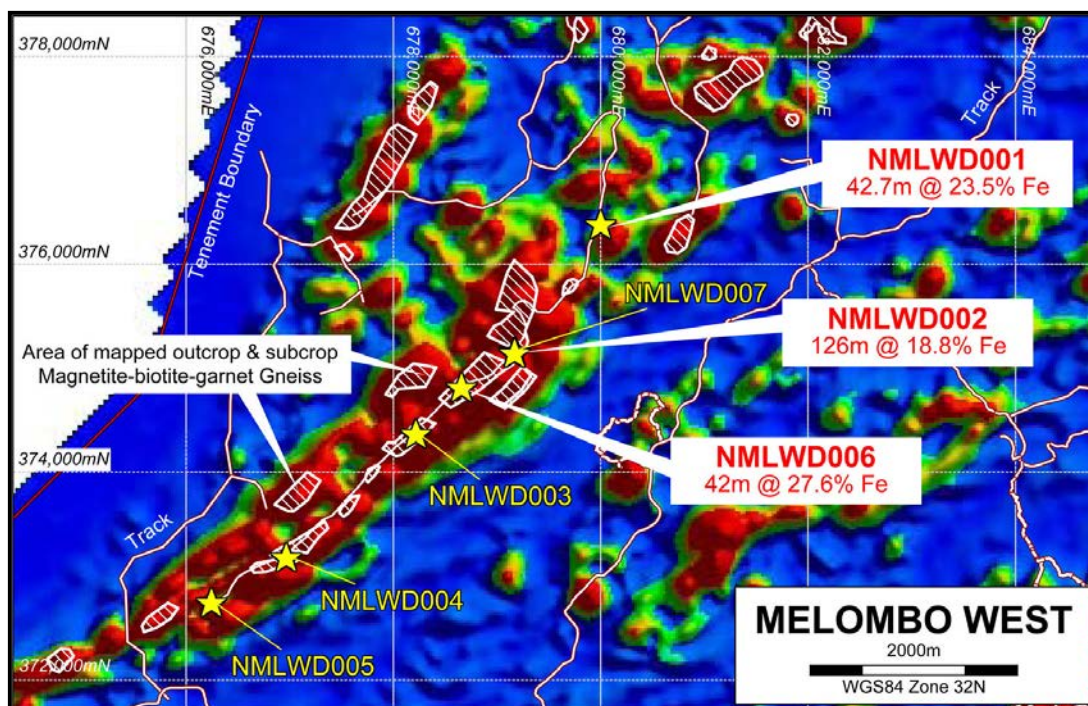 378,000mN
676,000mE
678,000mE
680,000mE
682,000mE
684,000mE
Tenement Boundary
Track
NMLWD001
42.7m @ 23.5% Fe
376,000mN
NMLWD007
NMLWD002
126m @ 18.8% Fe
Area of mapped outcrop & subcrop
Magnetite-biotite-garnet Gneiss
374,000mN
NMLWD006
42m @ 27.6% Fe
NMLWD003
Track
NMLWD004
NMLWD005
372,000mN
MELOMBO WEST
2000m
WGS84 Zone 32N